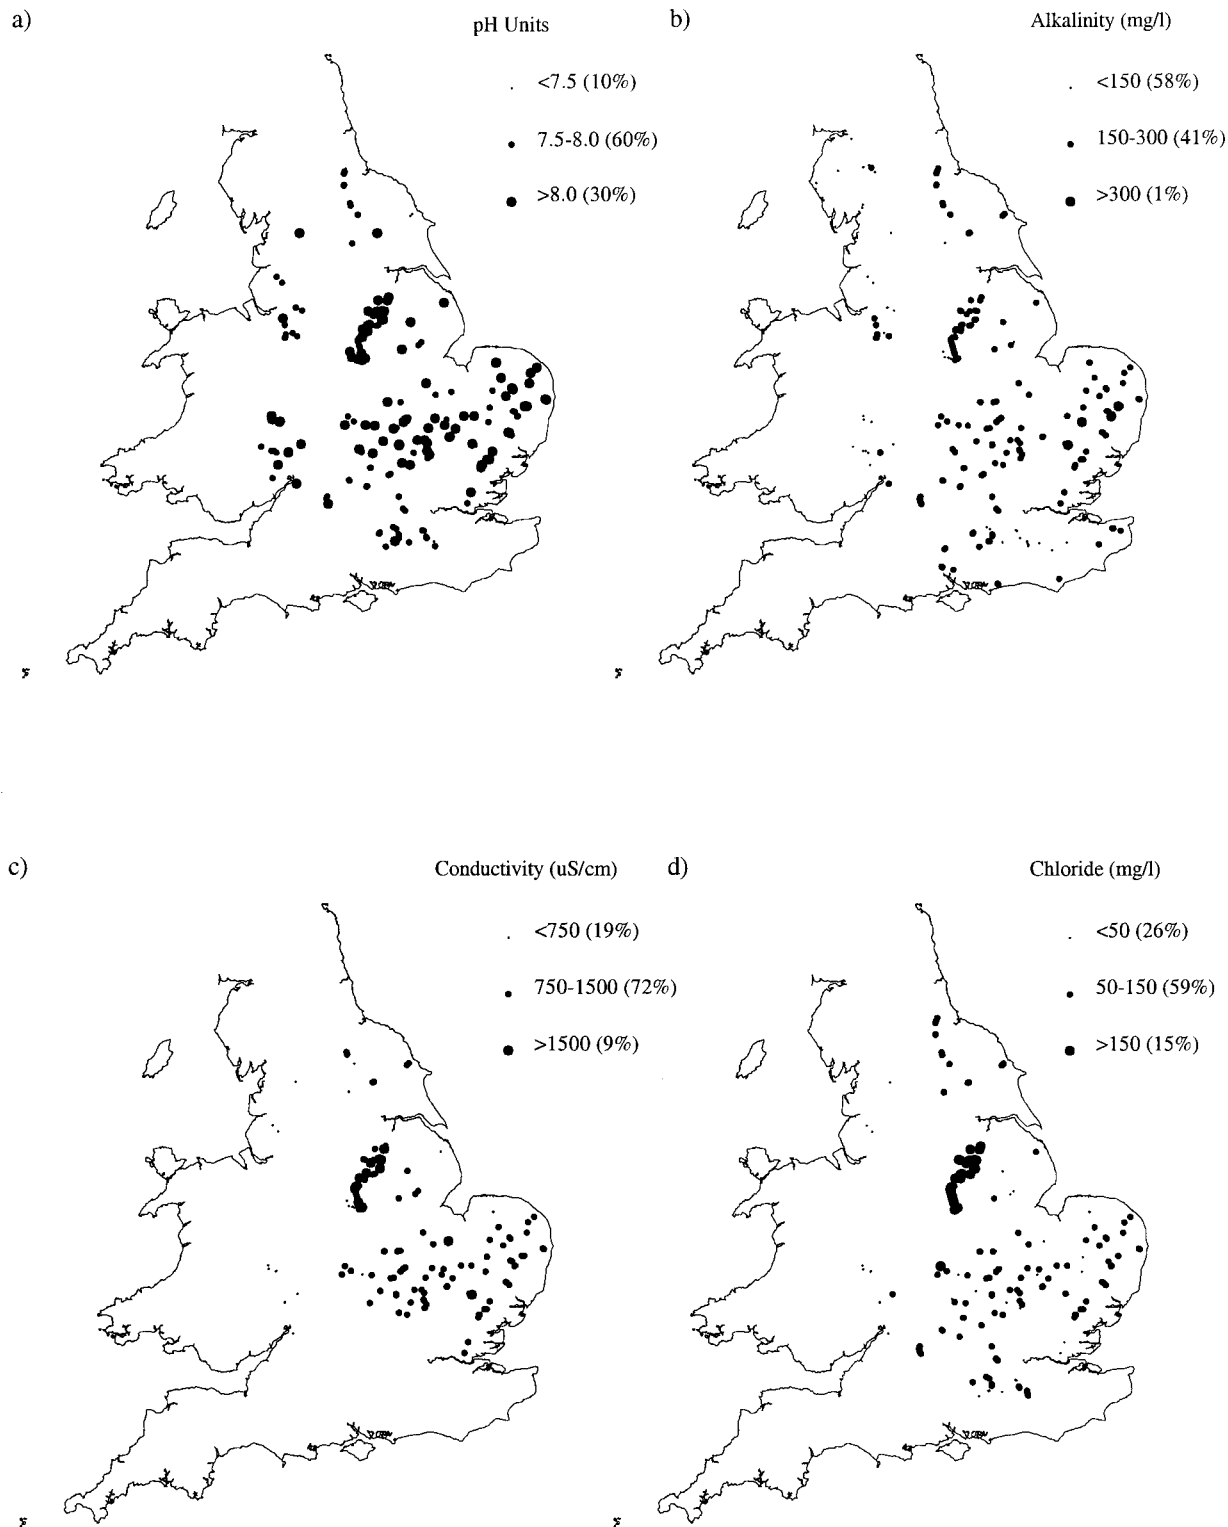 a)
pH Units
<7.5 (10%)
7.5-8.0 (60%)
>8.0 (30%)
b)
Alkalinity (mg/l)
<150 (58%)
150-300 (41%)
>300 (1%)
c)
Conductivity (uS/cm)
<750 (19%)
750-1500 (72%)
>1500 (9%)
d)
Chloride (mg/l)
<50 (26%)
50-150 (59%)
>150 (15%)